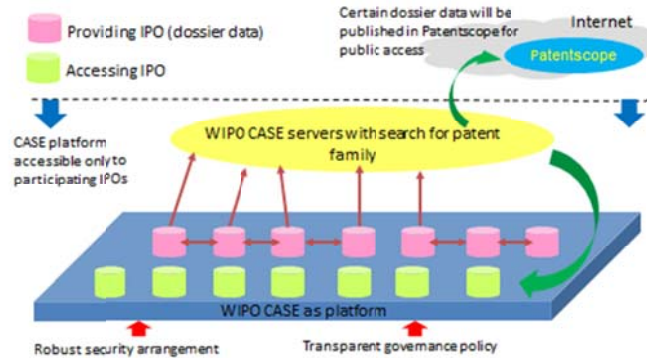 Certain dossier data will be
published in Patentscope for
public access
Internet
Patentscope
Providing IPO (dossier data)
Accessing IPO
CASE platform
accessible only to
participating IPOs
WIPO CASE servers with search for patent
family
WIPO CASE as platform
Robust security arrangement
Transparent governance policy